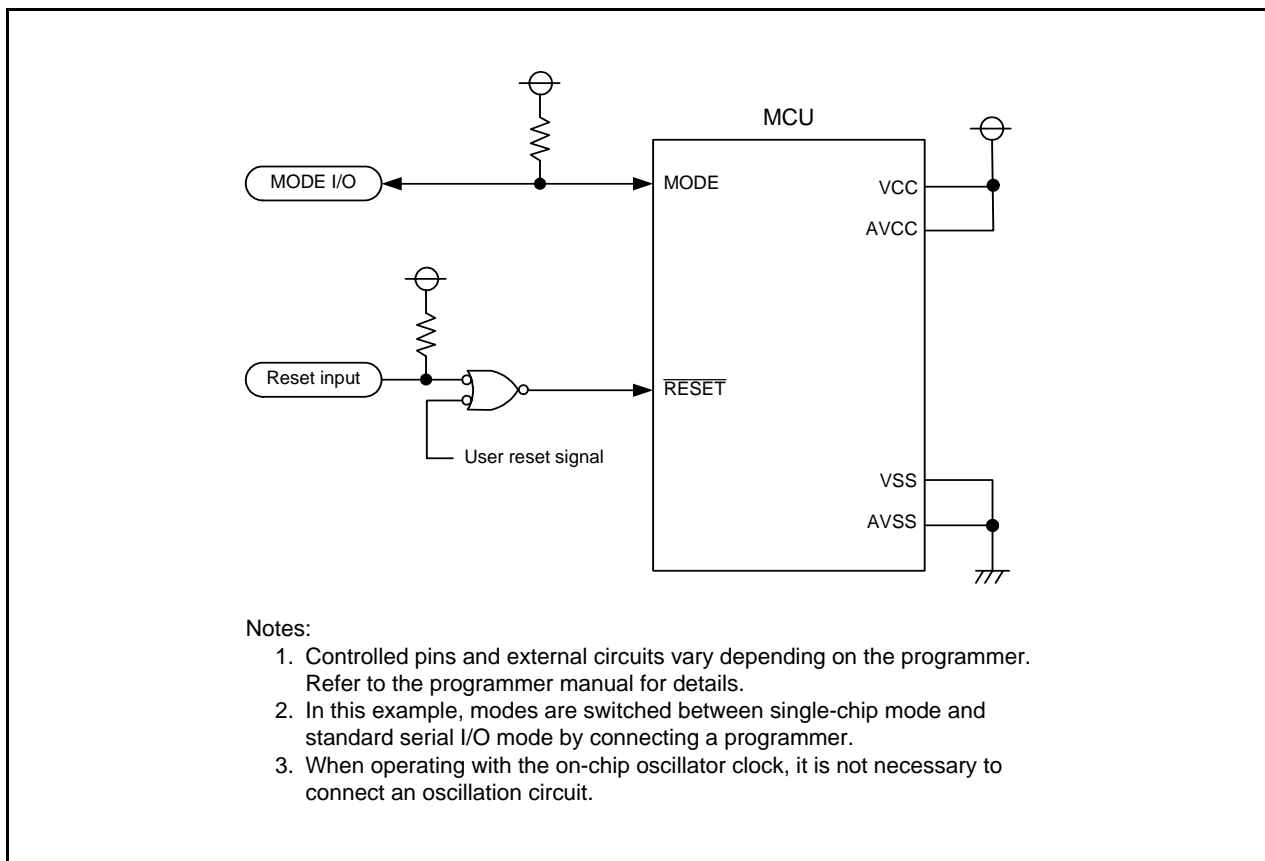 MCU
MODE I/O
MODE
VCC
AVCC
Reset input
RESET
User reset signal
VSS
AVSS
Notes:
1. Controlled pins and external circuits vary depending on the programmer.
Refer to the programmer manual for details.
2. In this example, modes are switched between single-chip mode and
standard serial I/O mode by connecting a programmer.
3. When operating with the on-chip oscillator clock, it is not necessary to
connect an oscillation circuit.